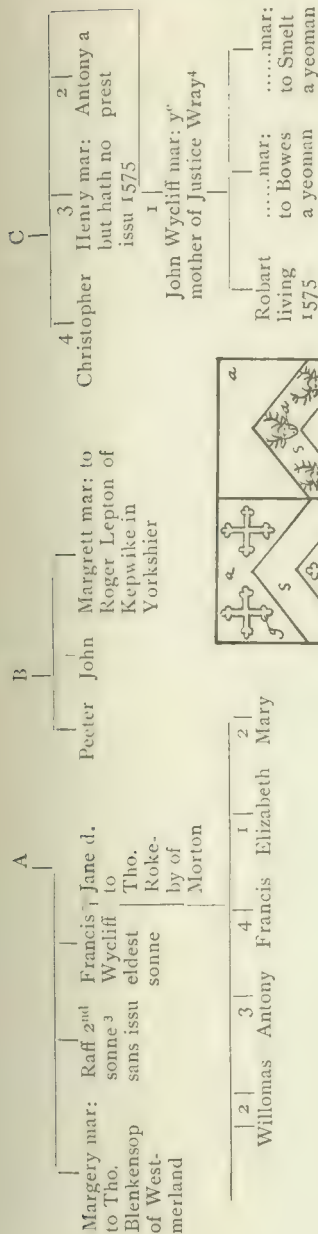 A
Margery mar:
to Tho.
Blenkensop
of West-
merland
Raff 2nd
sonne 3
sans issu
Francis
Wycliff
eldest
sonne
Jane d.
to
Tho.
Roke-
by of
Morton
2
Willomas
3
Antony
4
Francis
1
Elizabeth
2
Mary
B
Peeter
John
Margrett mar: to
Roger Lepton of
Kepwike in
Yorkshier
C
4
Christopher
3
Henry mar:
but hath no
issu 1575
2
Antony a
prest
1
John Wycliff mar: ye
mother of Justice Wray4
Robart
living
1575
......mar:
to Bowes
a yeoman
......mar:
to Smelt
a yeoman
a
g
s
a
g
s